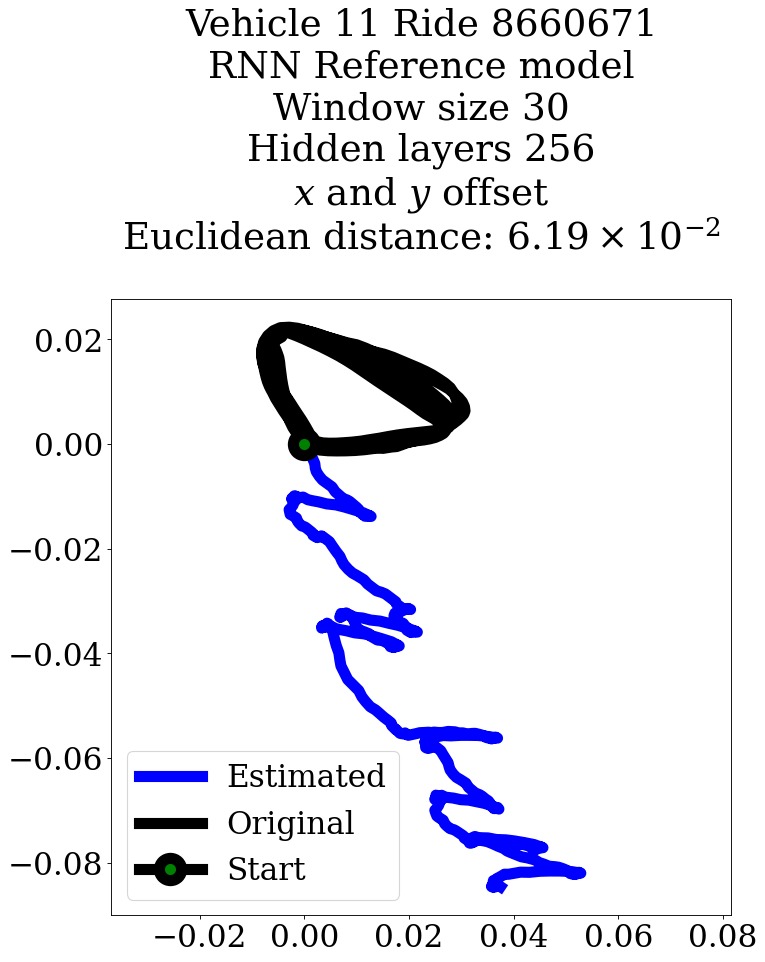 Vehicle 11 Ride 8660671
RNN Reference model
Window size 30
Hidden layers 256
x and y offset
Euclidean distance: 6.19 × 10⁻²
0.02
0.00
−0.02
−0.04
−0.06
−0.08
Estimated
Original
Start
−0.02 0.00 0.02 0.04 0.06 0.08